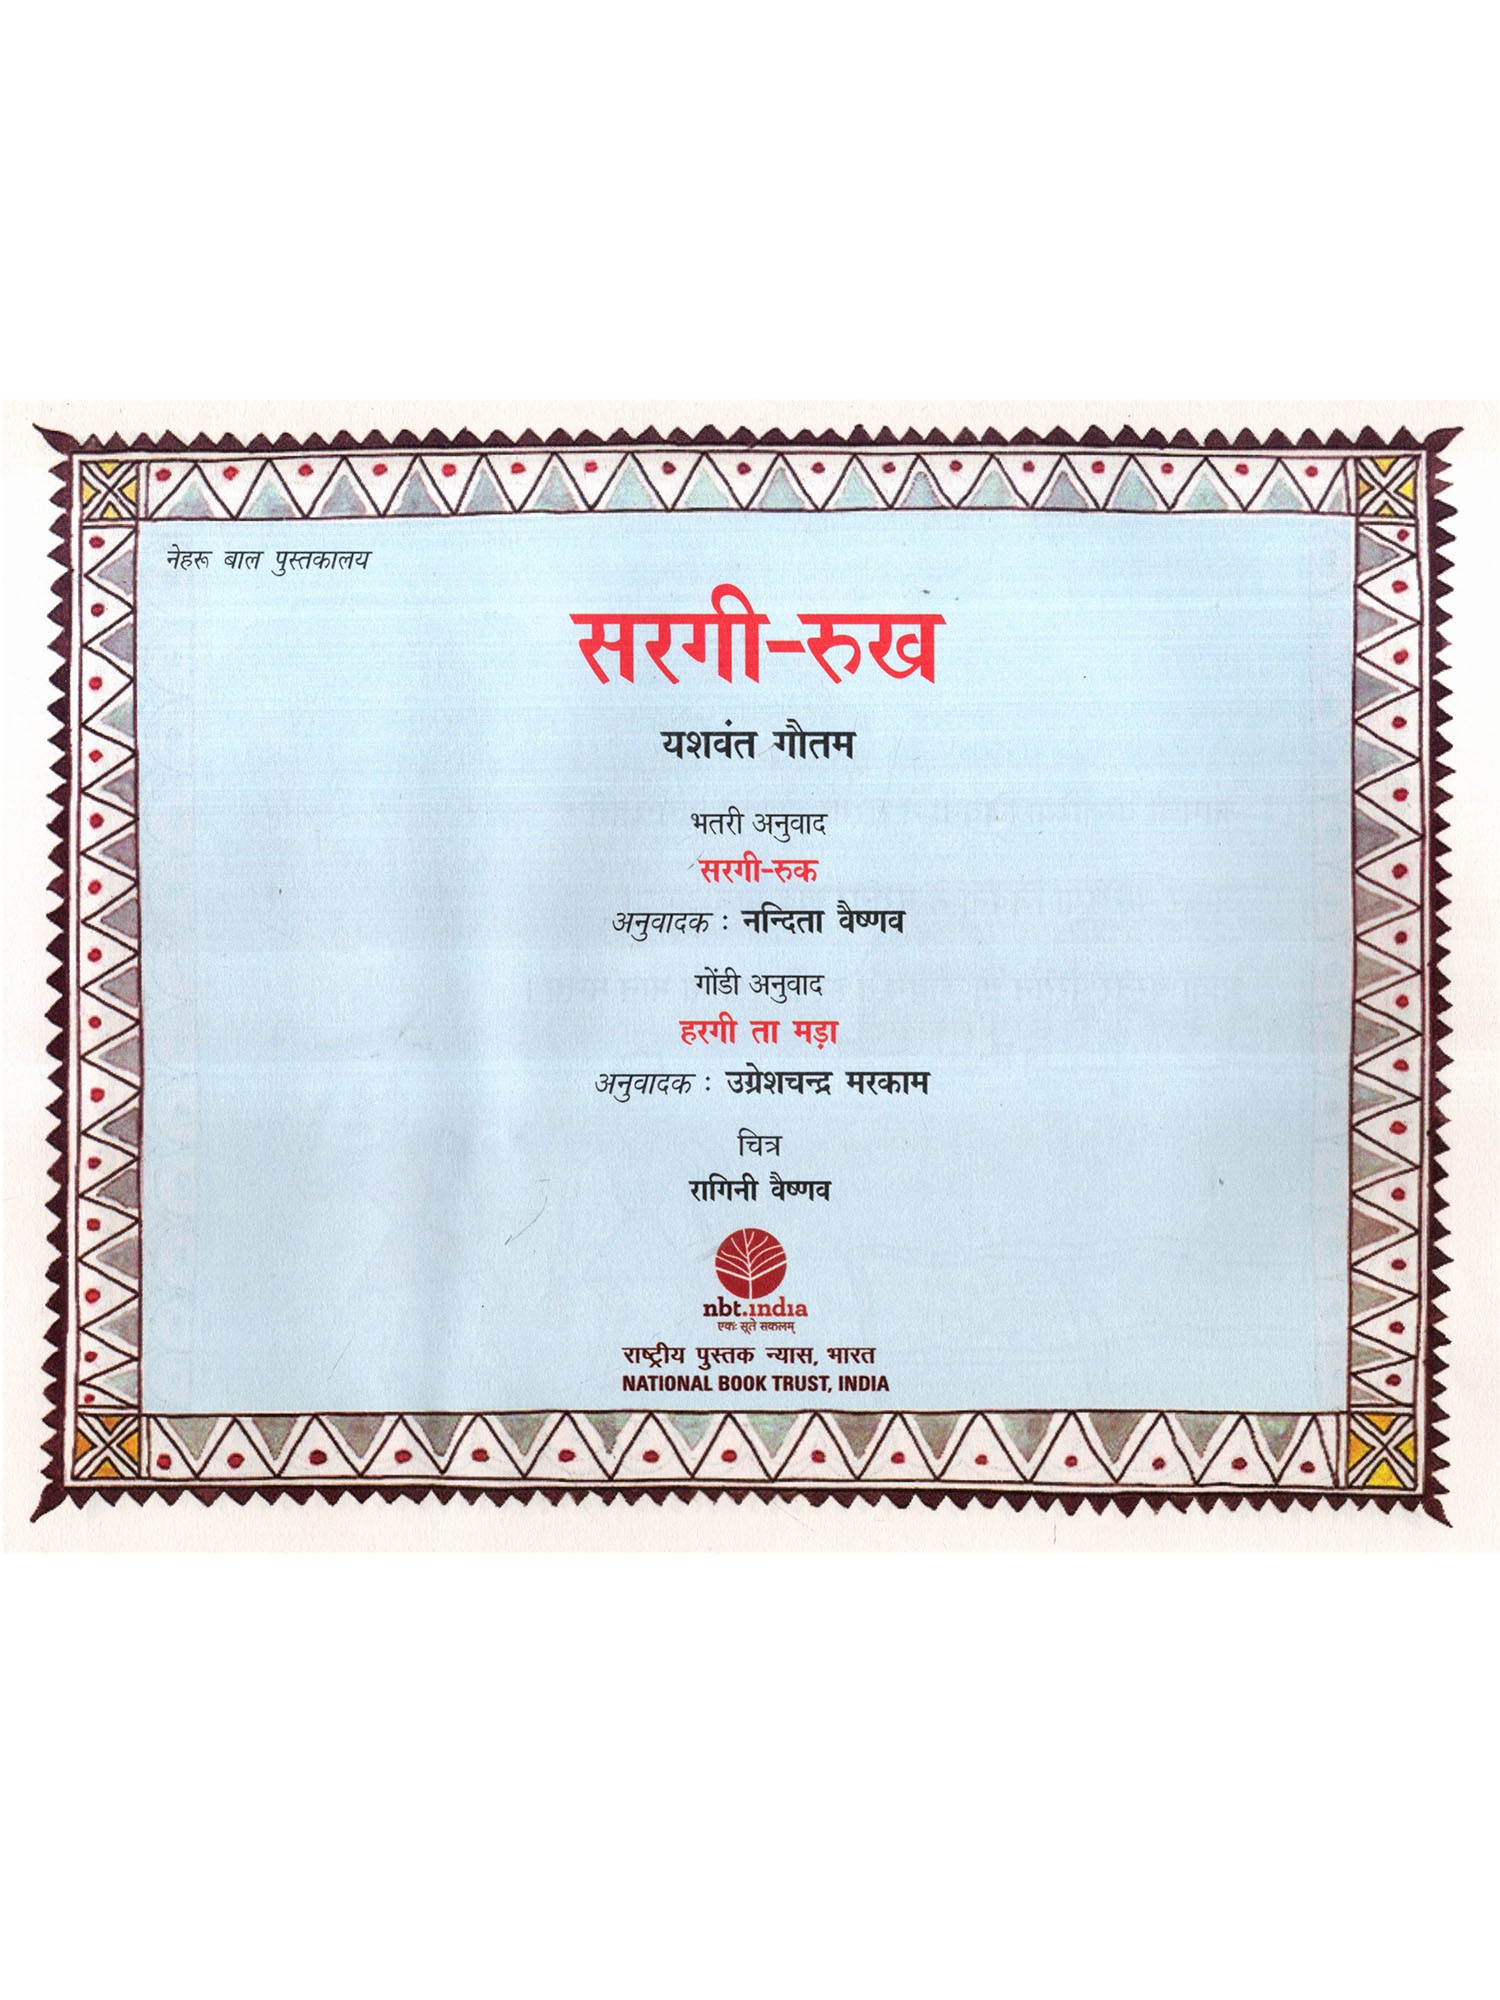 नेहरू बाल पुस्तकालय
सरगी-रुख
यशवंत गौतम
भतरी अनुवाद
सरगी-रुक
अनुवादक : नन्दिता वैष्णव
गोंडी अनुवाद
हरगी ता मड़ा
अनुवादक : उग्रेशचन्द्र मरकाम
चित्र
रागिनी वैष्णव
nbt.india
एकः सूते सकलम्
राष्ट्रीय पुस्तक न्यास, भारत
NATIONAL BOOK TRUST, INDIA